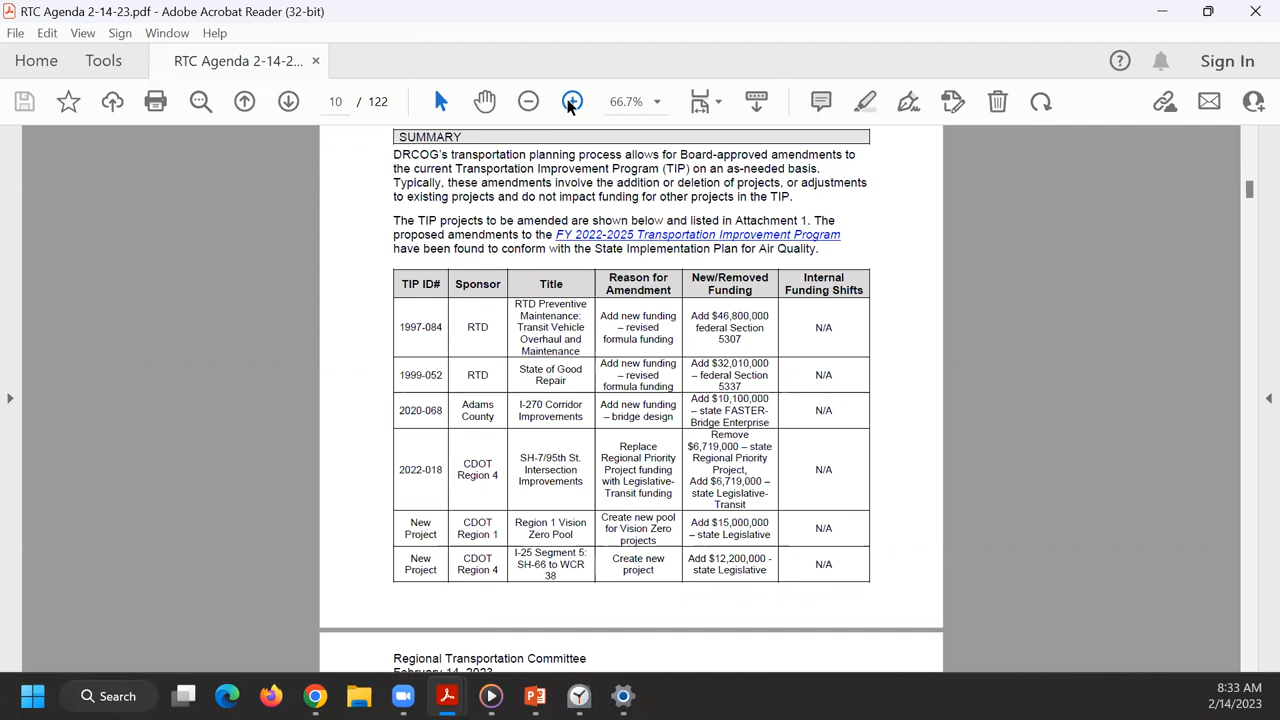 RTC Agenda 2-14-23.pdf - Adobe Acrobat Reader (32-bit)
File Edit View Sign Window Help
Home Tools RTC Agenda 2-14-2... × Sign In
10 / 122 66.7%
SUMMARY
DRCOG's transportation planning process allows for Board-approved amendments to
the current Transportation Improvement Program (TIP) on an as-needed basis.
Typically, these amendments involve the addition or deletion of projects, or adjustments
to existing projects and do not impact funding for other projects in the TIP.
The TIP projects to be amended are shown below and listed in Attachment 1. The
proposed amendments to the FY 2022-2025 Transportation Improvement Program
have been found to conform with the State Implementation Plan for Air Quality.
TIP ID# Sponsor Title Reason for Amendment New/Removed Funding Internal Funding Shifts
1997-084 RTD RTD Preventive Maintenance: Transit Vehicle Overhaul and Maintenance Add new funding – revised formula funding Add $46,800,000 federal Section 5307 N/A
1999-052 RTD State of Good Repair Add new funding – revised formula funding Add $32,010,000 – federal Section 5337 N/A
2020-068 Adams County I-270 Corridor Improvements Add new funding – bridge design Add $10,100,000 – state FASTER-Bridge Enterprise N/A
2022-018 CDOT Region 4 SH-7/95th St. Intersection Improvements Replace Regional Priority Project funding with Legislative-Transit funding Remove $6,719,000 – state Regional Priority Project, Add $6,719,000 – state Legislative-Transit N/A
New Project CDOT Region 1 Region 1 Vision Zero Pool Create new pool for Vision Zero projects Add $15,000,000 – state Legislative N/A
New Project CDOT Region 4 I-25 Segment 5: SH-66 to WCR 38 Create new project Add $12,200,000 - state Legislative N/A
Regional Transportation Committee
February 14, 2023
Search
8:33 AM
2/14/2023